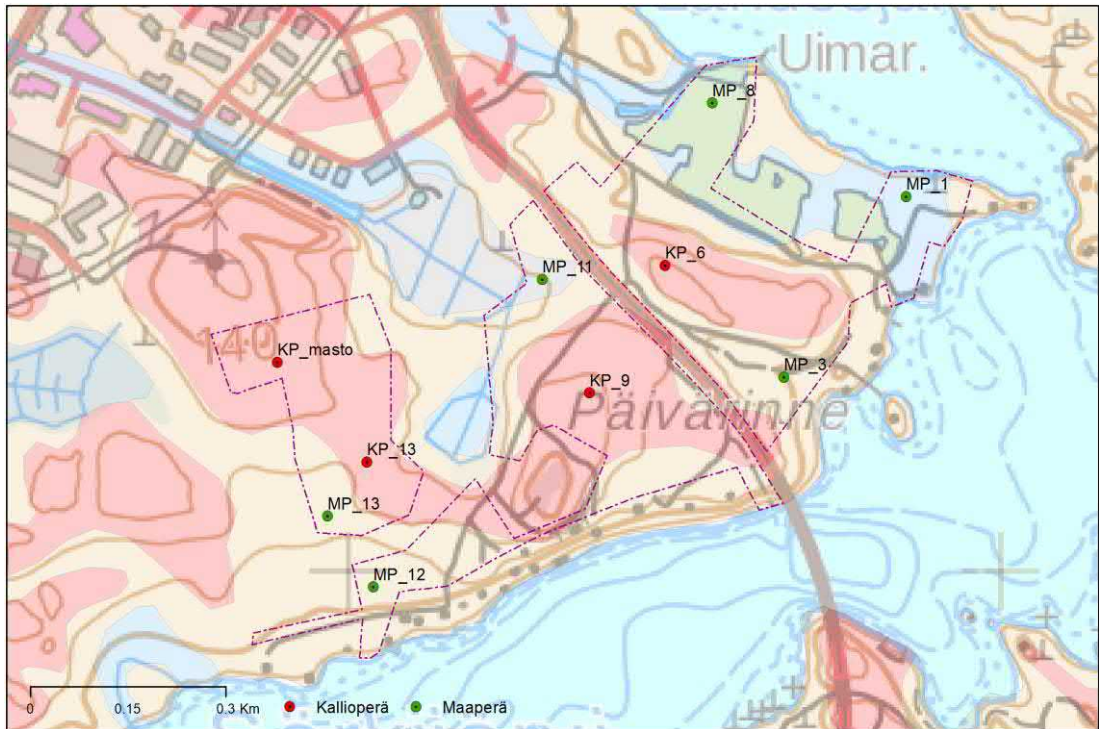 Uimar.
MP_8
MP_1
KP_6
MP_11
140
KP_masto
MP_3
KP_9
Päivärinne
KP_13
MP_13
MP_12
0 0.15 0.3 Km Kallioperä Maaperä